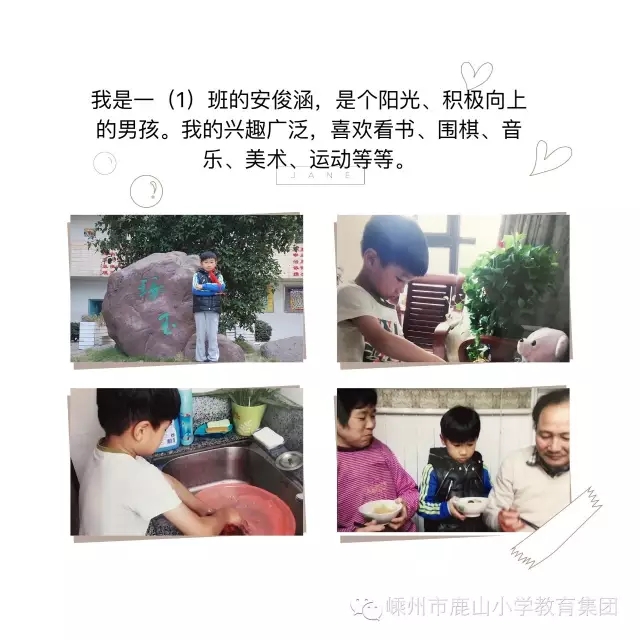 我是一（1）班的安俊涵，是个阳光、积极向上
的男孩。我的兴趣广泛，喜欢看书、围棋、音
乐、美术、运动等等。
JANE
玉
嵊州市鹿山小学教育集团